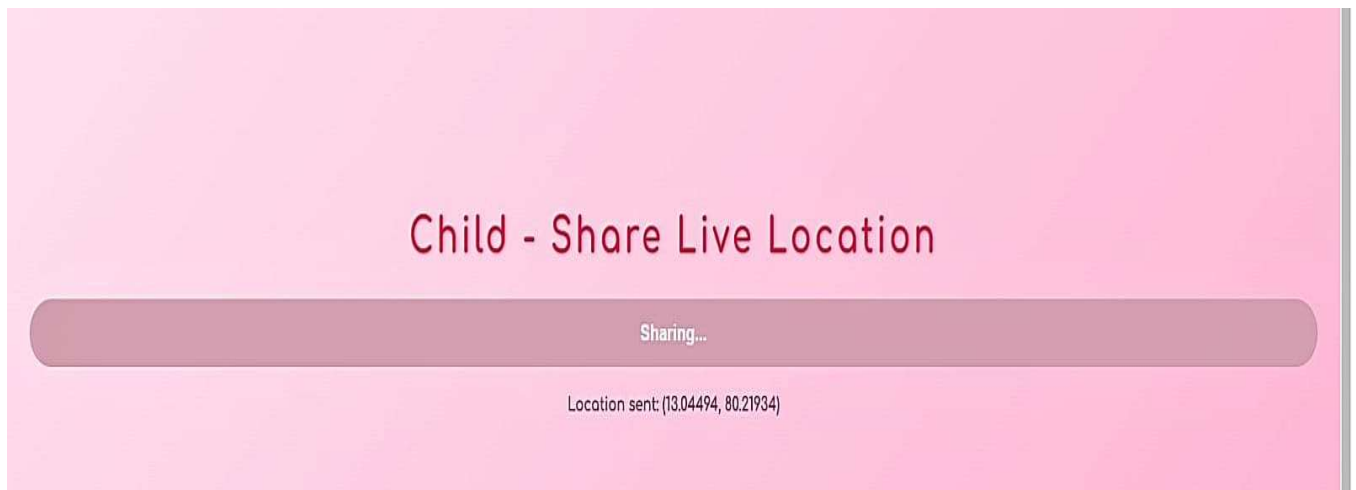 Child - Share Live Location
Sharing...
Location sent: (13.04494, 80.21934)